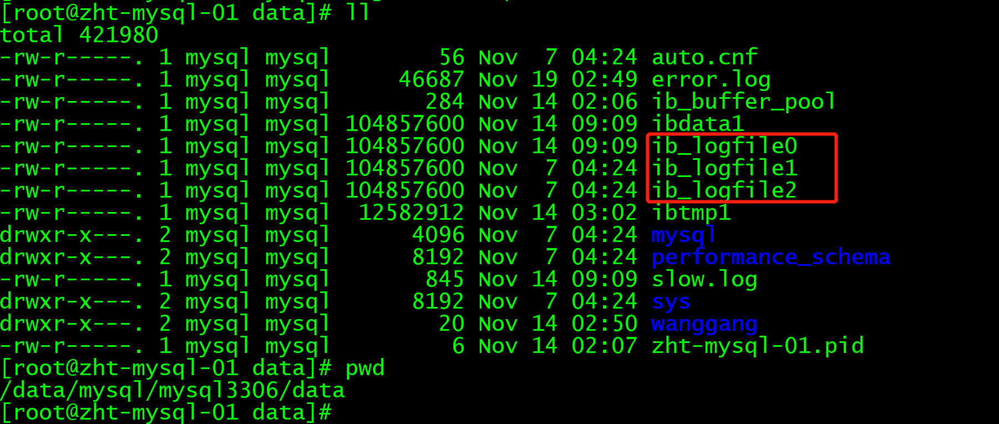 [root@zht-mysql-01 data]# ll
total 421980
-rw-r-----. 1 mysql mysql        56 Nov  7 04:24 auto.cnf
-rw-r-----. 1 mysql mysql     46687 Nov 19 02:49 error.log
-rw-r-----. 1 mysql mysql       284 Nov 14 02:06 ib_buffer_pool
-rw-r-----. 1 mysql mysql 104857600 Nov 14 09:09 ibdata1
-rw-r-----. 1 mysql mysql 104857600 Nov 14 09:09 ib_logfile0
-rw-r-----. 1 mysql mysql 104857600 Nov  7 04:24 ib_logfile1
-rw-r-----. 1 mysql mysql 104857600 Nov  7 04:24 ib_logfile2
-rw-r-----. 1 mysql mysql  12582912 Nov 14 03:02 ibtmp1
drwxr-x---. 2 mysql mysql      4096 Nov  7 04:24 mysql
drwxr-x---. 2 mysql mysql      8192 Nov  7 04:24 performance_schema
-rw-r-----. 1 mysql mysql       845 Nov 14 09:09 slow.log
drwxr-x---. 2 mysql mysql      8192 Nov  7 04:24 sys
drwxr-x---. 2 mysql mysql        20 Nov 14 02:50 wanggang
-rw-r-----. 1 mysql mysql         6 Nov 14 02:07 zht-mysql-01.pid
[root@zht-mysql-01 data]# pwd
/data/mysql/mysql3306/data
[root@zht-mysql-01 data]#